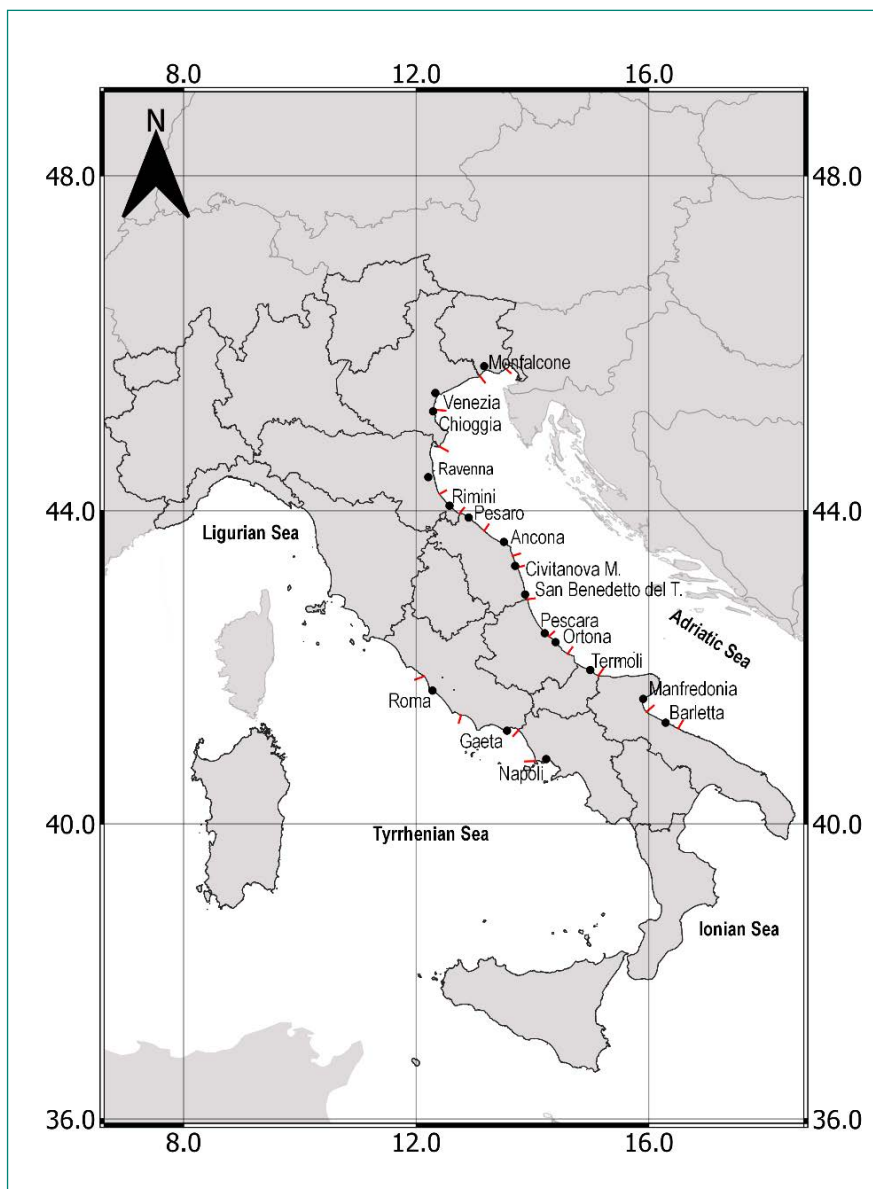 8.0
12.0
16.0
N
48.0
48.0
Monfalcone
Venezia
Chioggia
Ravenna
Rimini
44.0
44.0
Pesaro
Ligurian Sea
Ancona
Civitanova M.
San Benedetto del T.
Pescara
Adriatic Sea
Ortona
Termoli
Manfredonia
Roma
Barletta
Gaeta
Napoli
40.0
40.0
Tyrrhenian Sea
Ionian Sea
36.0
36.0
8.0
12.0
16.0